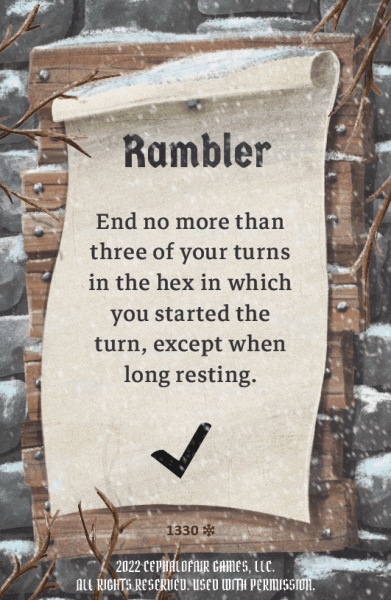 Rambler
End no more than
three of your turns
in the hex in which
you started the
turn, except when
long resting.
1330
2022 CEPHALOFAIR GAMES, LLC.
ALL RIGHTS RESERVED. USED WITH PERMISSION.